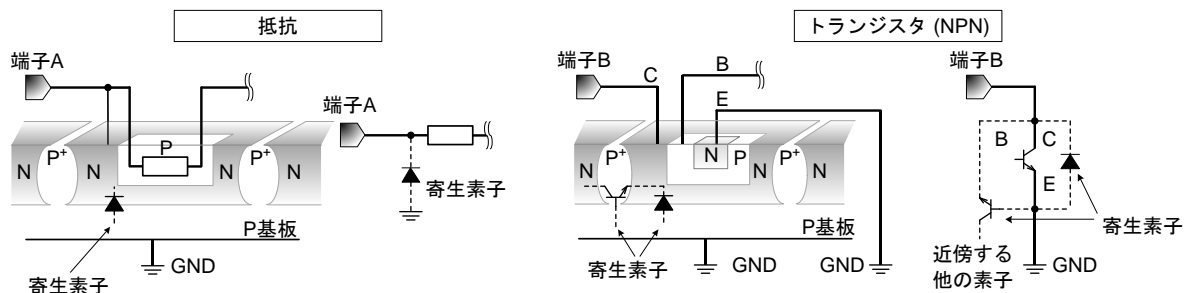 抵抗
端子A
P
N
P+
N
N
P+
N
P基板
GND
寄生素子
端子A
寄生素子
トランジスタ (NPN)
端子B
C
B
E
N
P+
N
N
P
N
P+
N
P基板
寄生素子
GND
GND
端子B
B
C
E
寄生素子
近傍する
他の素子
GND